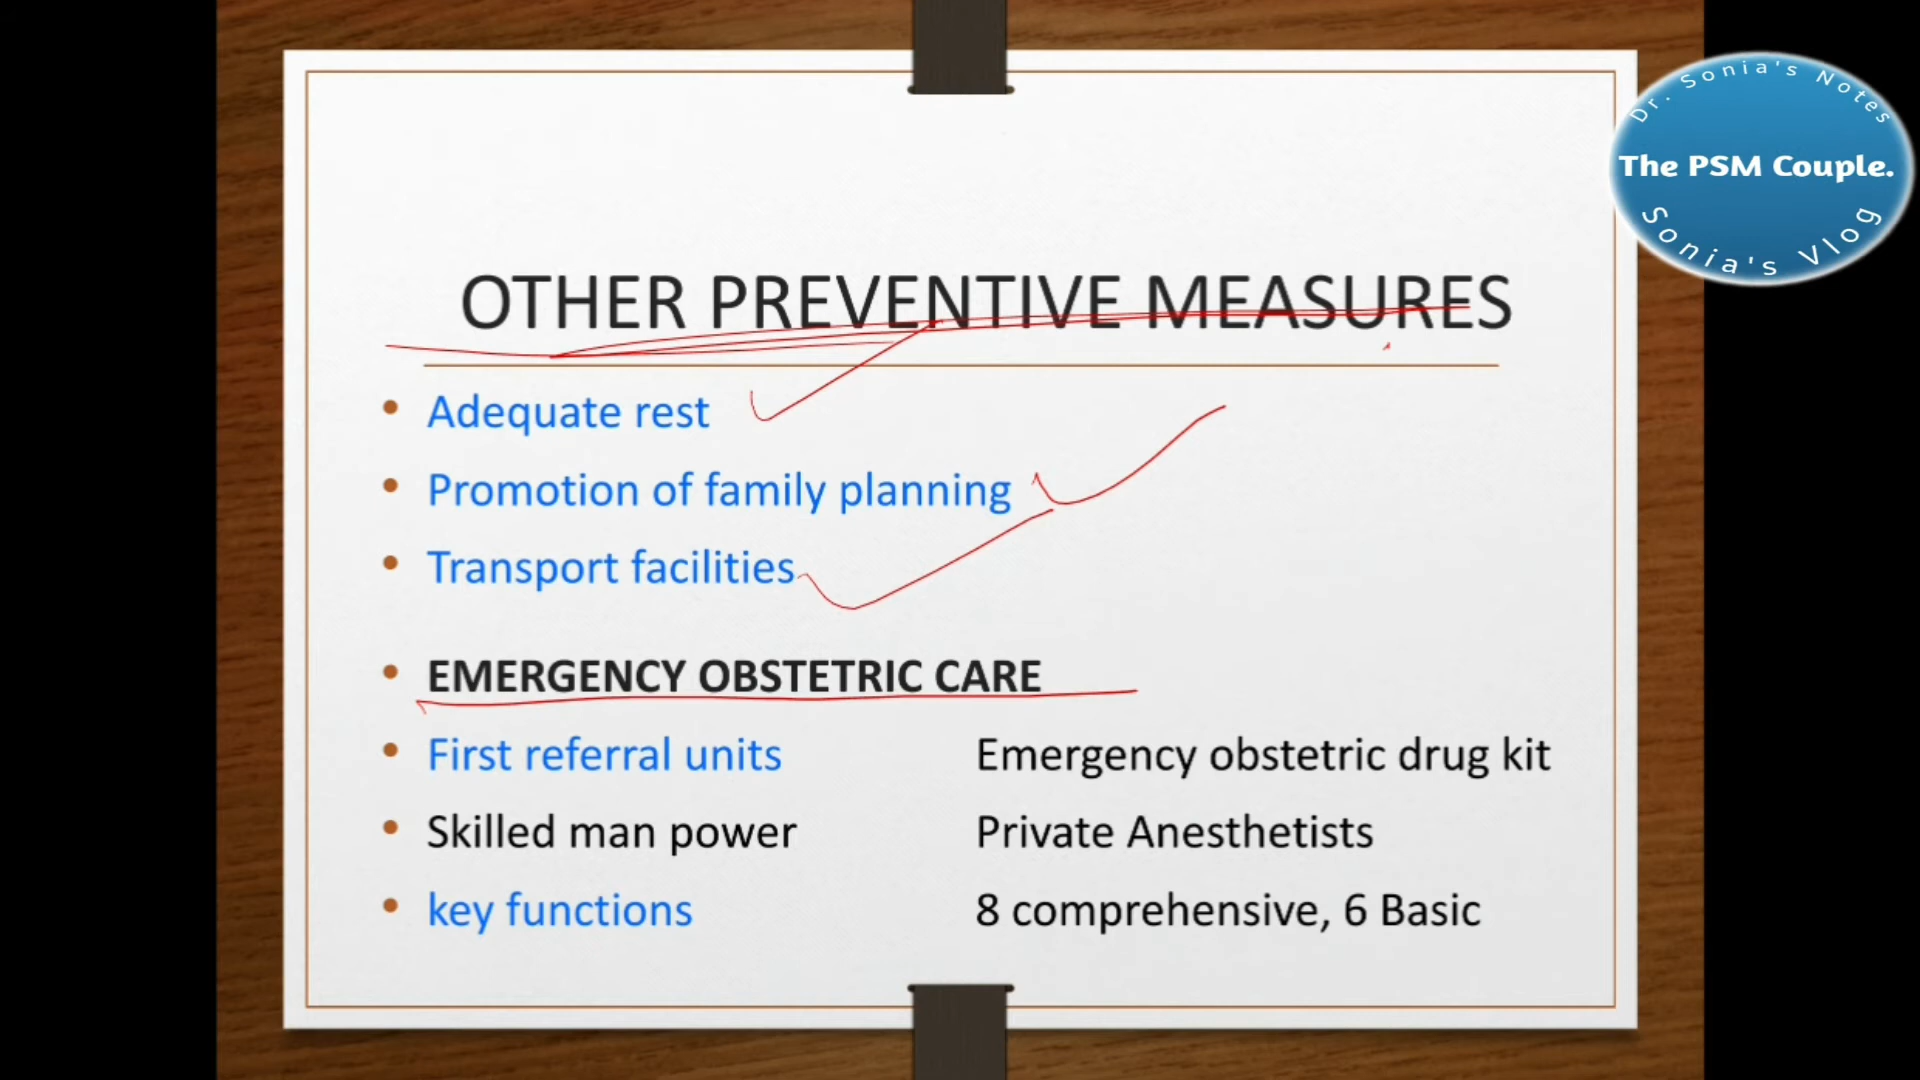 Dr. Sonia's Notes
The PSM Couple.
Sonia's Vlog
OTHER PREVENTIVE MEASURES
• Adequate rest
• Promotion of family planning
• Transport facilities
• EMERGENCY OBSTETRIC CARE
• First referral units Emergency obstetric drug kit
• Skilled man power Private Anesthetists
• key functions 8 comprehensive, 6 Basic